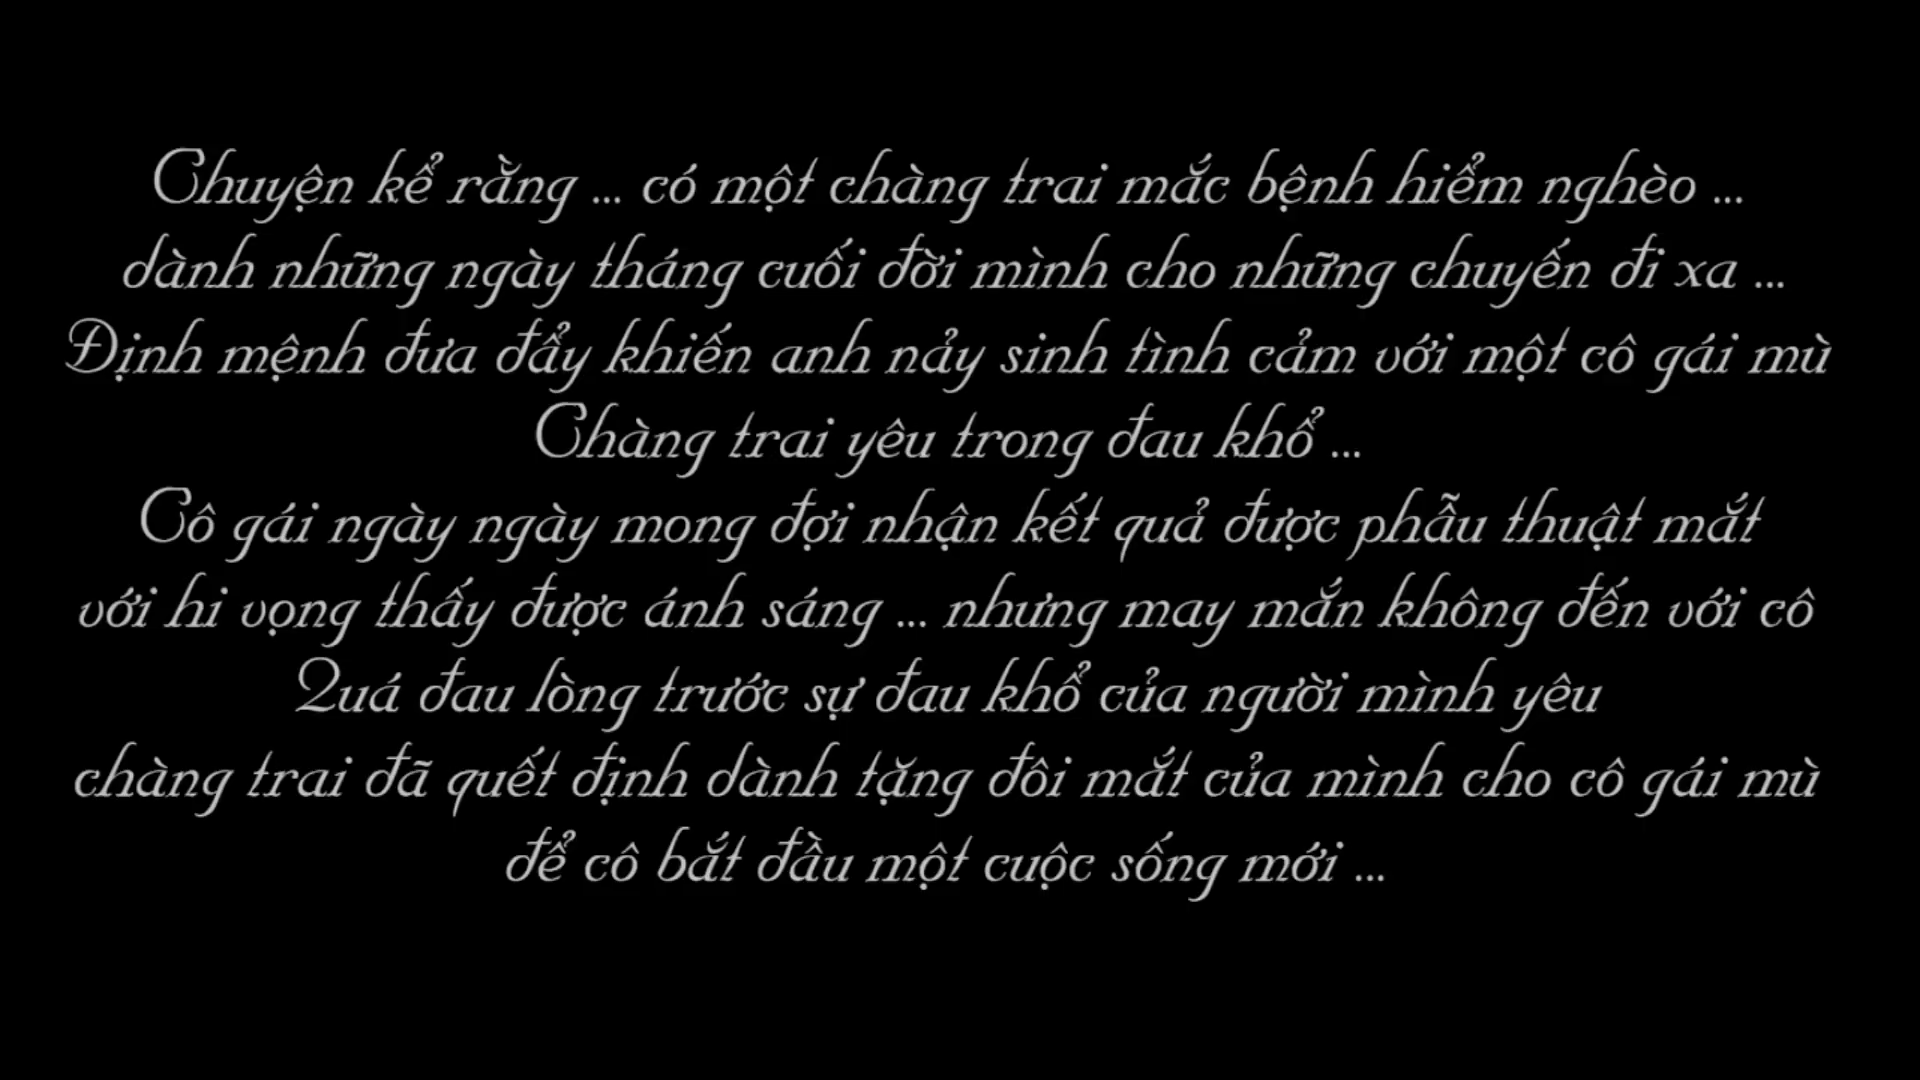 Chuyện kể rằng ... có một chàng trai mắc bệnh hiểm nghèo ...
dành những ngày tháng cuối đời mình cho những chuyến đi xa ...
Định mệnh đưa đẩy khiến anh nảy sinh tình cảm với một cô gái mù
Chàng trai yêu trong đau khổ ...
Cô gái ngày ngày mong đợi nhận kết quả được phẫu thuật mắt
với hi vọng thấy được ánh sáng ... nhưng may mắn không đến với cô
Quá đau lòng trước sự đau khổ của người mình yêu
chàng trai đã quết định dành tặng đôi mắt của mình cho cô gái mù
để cô bắt đầu một cuộc sống mới ...